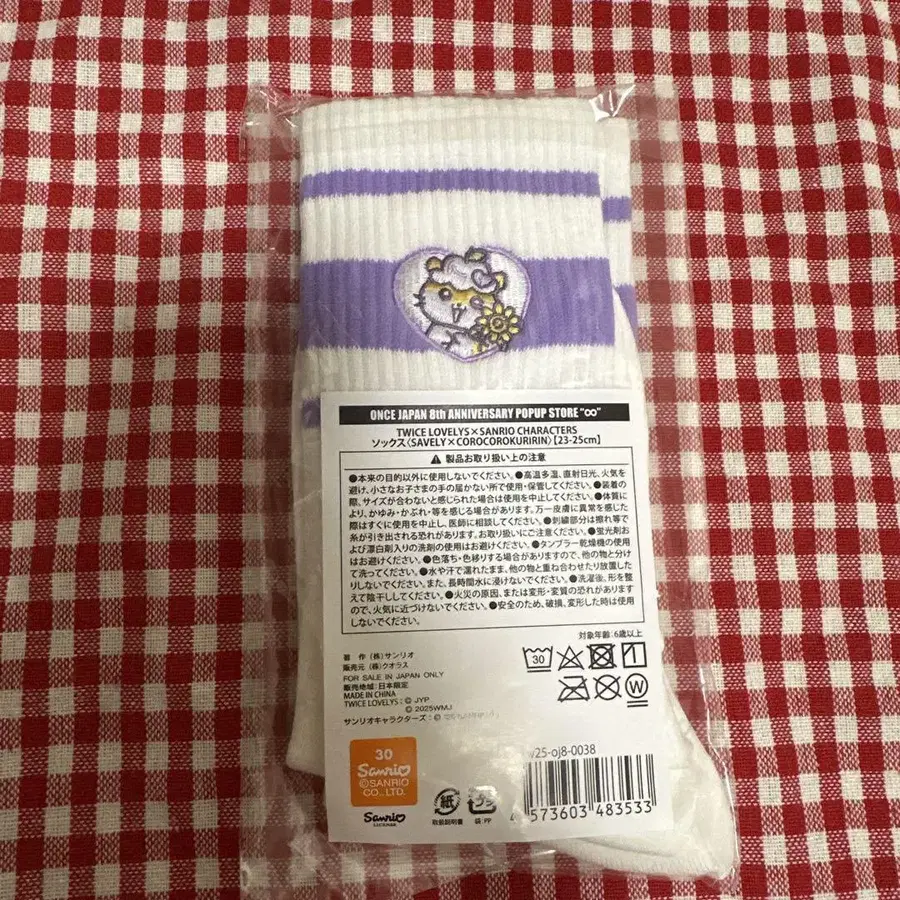 ONCE JAPAN 8th ANNIVERSARY POPUP STORE "∞"
TWICE LOVELYS×SANRIO CHARACTERS
ソックス〈SAVELY×COROCOROKURIRIN〉【23-25cm】
製品お取り扱い上の注意
●本来の目的以外に使用しないでください。●高温多湿、直射日光、火気を
避け、小さなお子さまの手の届かない所で使用・保管してください。●装着の
際、サイズが合わないと感じられた場合は使用を中止してください。●体質に
より、かゆみ・かぶれ・等を感じる場合があります。万一皮膚に異常を感じた
際はすぐに使用を中止し、医師に相談してください。●刺繍部分は擦れ等で
糸が引き出される恐れがあります。お取り扱いにご注意ください。●蛍光剤お
よび漂白剤入りの洗剤の使用はお避けください。●タンブラー乾燥機の使用
はお避けください。●色落ち・色移りする場合がありますので、他の物と分け
て洗ってください。●水や汗で濡れたまま、他の物と重ね合わせたり放置した
りしないでください。また、長時間水に浸けないでください。●洗濯後、形を整
えて陰干ししてください。●火災の原因、または変形・変質の恐れがあります
ので、火気に近づけないでください。●安全のため、破損、変形した時は使用
しないでください。
対象年齢:6歳以上
著 作 (株)サンリオ
販売元 (株)クオラス
FOR SALE IN JAPAN ONLY
販売地域:日本限定
MADE IN CHINA
TWICE LOVELYS:© JYP
© 2025WMJ
サンリオキャラクターズ:©
30
W
30
Sanrio
©SANRIO
CO., LTD.
Sanrio
LICENSED
紙
取扱説明書
プラ
袋:PP
25-oj8-0038
573603 483533